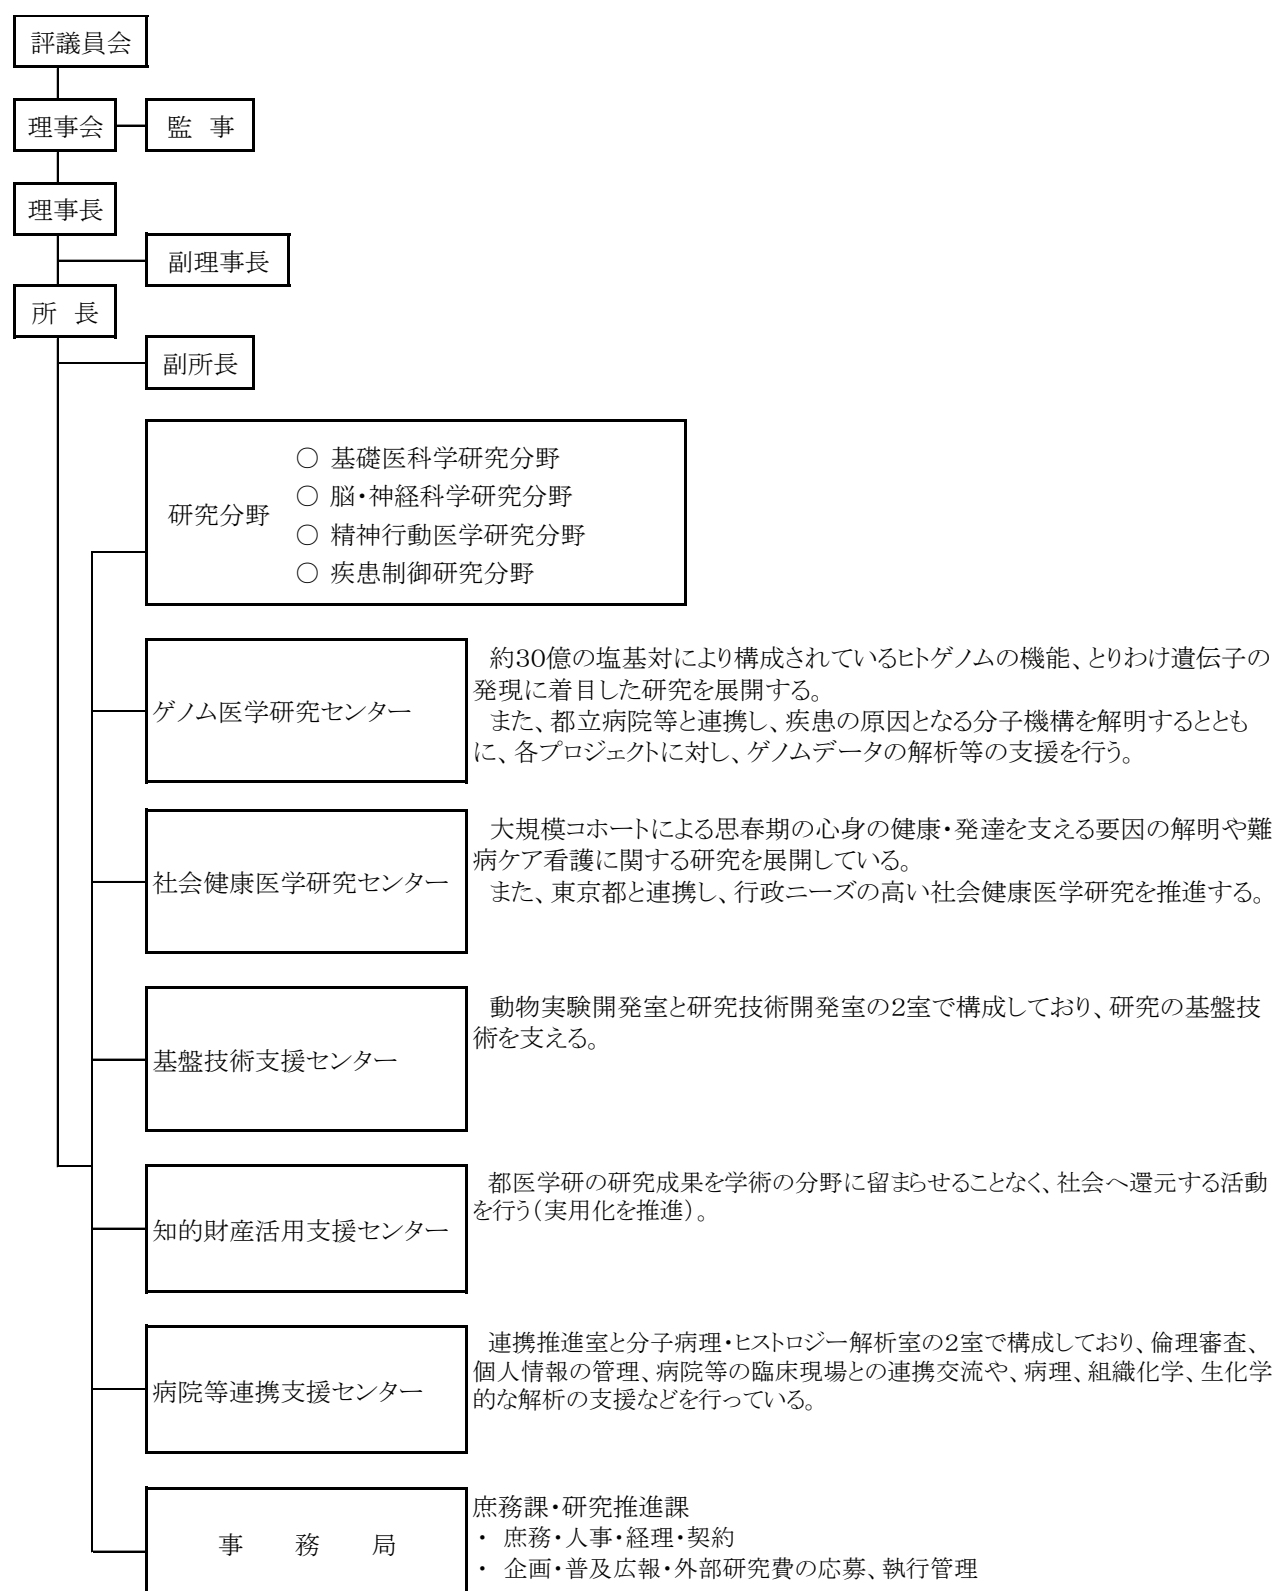 評議員会
理事会
監 事
理事長
副理事長
所 長
副所長
研究分野
○ 基礎医科学研究分野
○ 脳・神経科学研究分野
○ 精神行動医学研究分野
○ 疾患制御研究分野
ゲノム医学研究センター
約30億の塩基対により構成されているヒトゲノムの機能、とりわけ遺伝子の
発現に着目した研究を展開する。
また、都立病院等と連携し、疾患の原因となる分子機構を解明するととも
に、各プロジェクトに対し、ゲノムデータの解析等の支援を行う。
社会健康医学研究センター
大規模コホートによる思春期の心身の健康・発達を支える要因の解明や難
病ケア看護に関する研究を展開している。
また、東京都と連携し、行政ニーズの高い社会健康医学研究を推進する。
基盤技術支援センター
動物実験開発室と研究技術開発室の2室で構成しており、研究の基盤技
術を支える。
知的財産活用支援センター
都医学研の研究成果を学術の分野に留まらせることなく、社会へ還元する活動
を行う(実用化を推進)。
病院等連携支援センター
連携推進室と分子病理・ヒストロジー解析室の2室で構成しており、倫理審査、
個人情報の管理、病院等の臨床現場との連携交流や、病理、組織化学、生化学
的な解析の支援などを行っている。
事 務 局
庶務課・研究推進課
・ 庶務・人事・経理・契約
・ 企画・普及広報・外部研究費の応募、執行管理